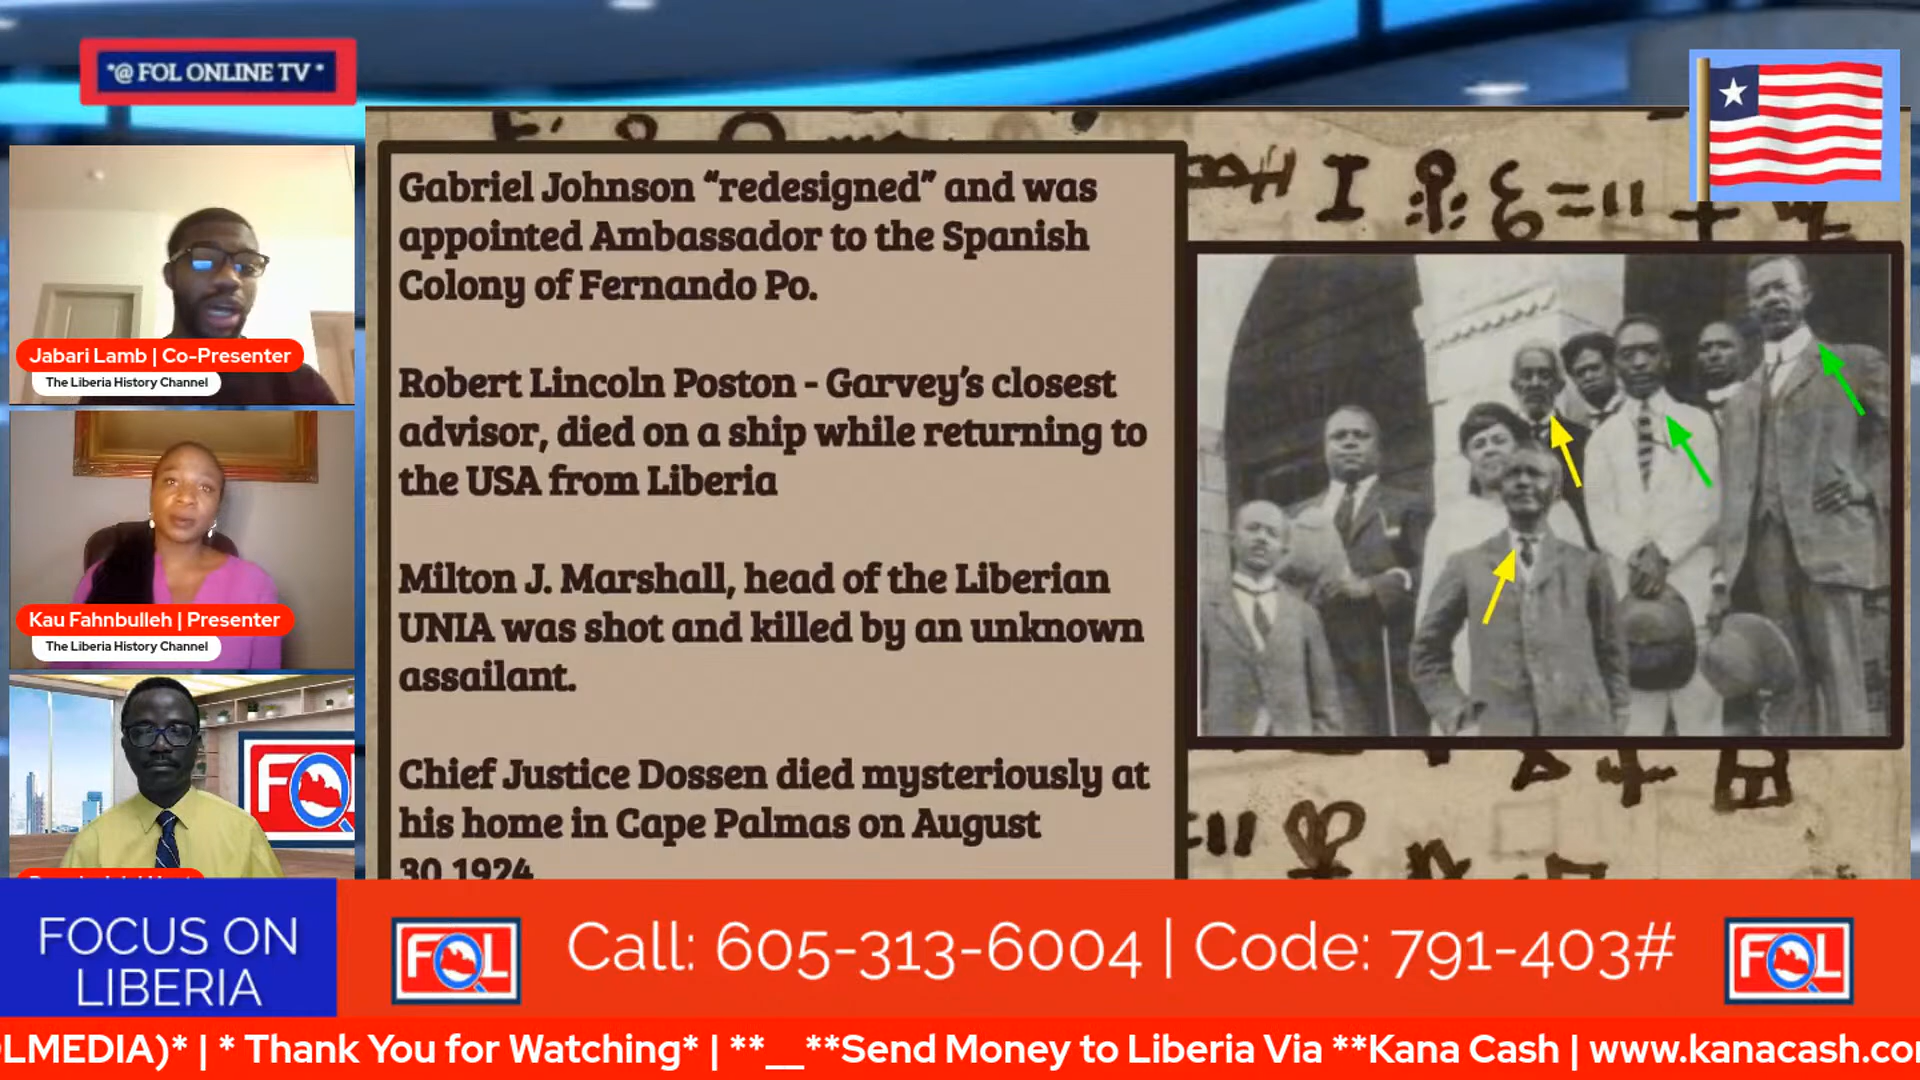 *@ FOL ONLINE TV *
Jabari Lamb | Co-Presenter
The Liberia History Channel
Kau Fahnbulleh | Presenter
The Liberia History Channel
FOL
Gabriel Johnson “redesigned” and was
appointed Ambassador to the Spanish
Colony of Fernando Po.
Robert Lincoln Poston - Garvey’s closest
advisor, died on a ship while returning to
the USA from Liberia
Milton J. Marshall, head of the Liberian
UNIA was shot and killed by an unknown
assailant.
Chief Justice Dossen died mysteriously at
his home in Cape Palmas on August
30,1924.
FOCUS ON
LIBERIA
FOL
Call: 605-313-6004 | Code: 791-403#
FOL
OLMEDIA)* | * Thank You for Watching* | **__**Send Money to Liberia Via **Kana Cash | www.kanacash.co